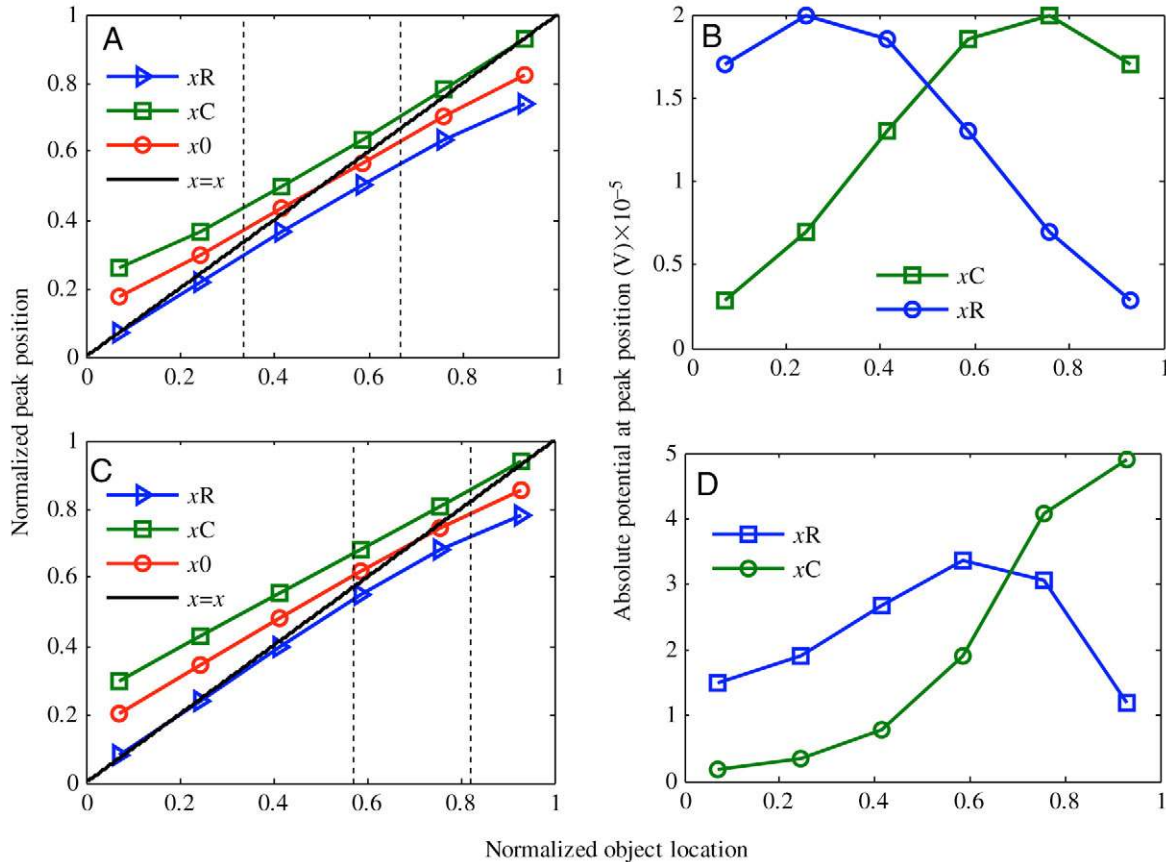 A
xR
xC
x0
x=x
1
0.8
0.6
0.4
0.2
0
0 0.2 0.4 0.6 0.8 1
B
2
1.5
1
2.5
2
xC
xR
0 0.2 0.4 0.6 0.8 1
Normalized peak position
Absolute potential at peak position (V)×10⁻⁵
C
xR
xC
x0
x=x
1
0.8
0.6
0.4
0.2
0
0 0.2 0.4 0.6 0.8 1
D
xR
xC
5
4
3
2
1
0
0 0.2 0.4 0.6 0.8 1
Normalized object location